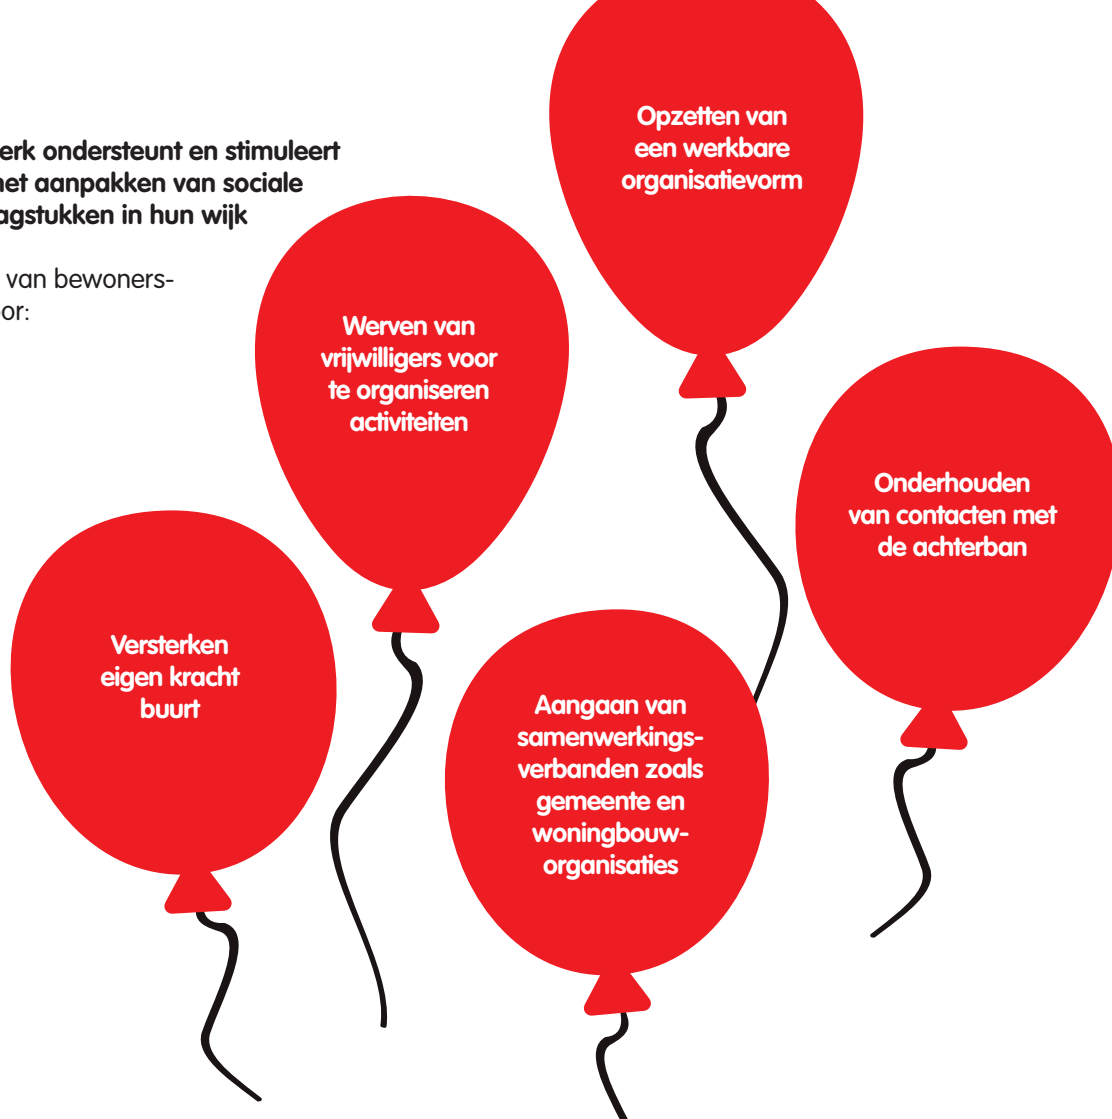 erk ondersteunt en stimuleert
het aanpakken van sociale
agstukken in hun wijk
van bewoners-
or:
Opzetten van
een werkbare
organisatievorm
Werven van
vrijwilligers voor
te organiseren
activiteiten
Onderhouden
van contacten met
de achterban
Versterken
eigen kracht
buurt
Aangaan van
samenwerkings-
verbanden zoals
gemeente en
woningbouw-
organisaties